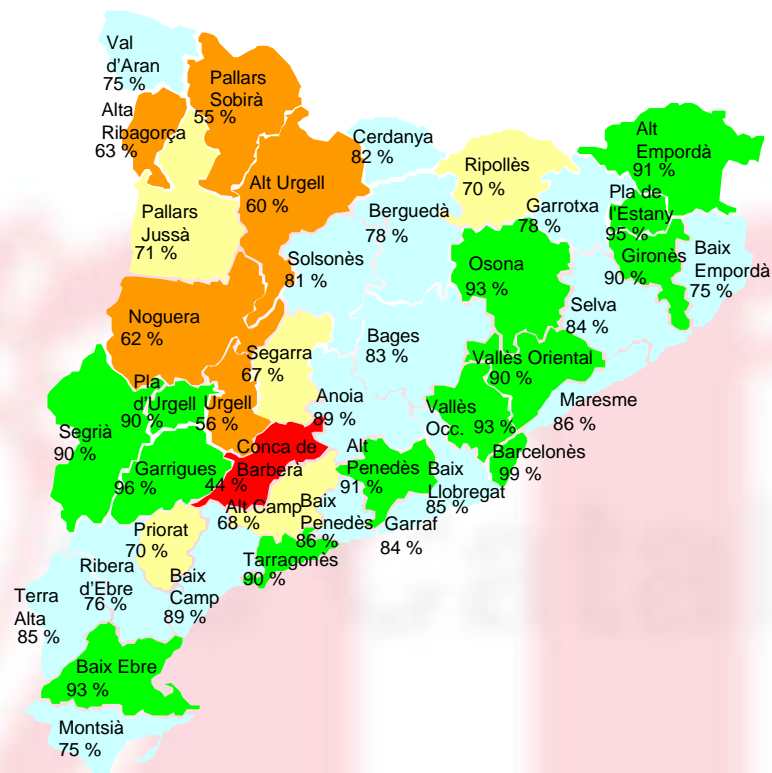 Val
d'Aran
75 %
Pallars
Sobirà
55 %
Alta
Ribagorça
63 %
Cerdanya
82 %
Ripollès
70 %
Alt
Empordà
91 %
Alt Urgell
60 %
Pallars
Jussà
71 %
Berguedà
78 %
Garrotxa
78 %
Pla de
l'Estany
95 %
Gironès
90 %
Baix
Empordà
75 %
Solsonès
81 %
Osona
93 %
Selva
84 %
Noguera
62 %
Segarra
67 %
Bages
83 %
Vallès Oriental
90 %
Maresme
86 %
Pla
d'Urgell
90 %
Urgell
56 %
Anoia
89 %
Vallès
Occ. 93 %
Segrià
90 %
Garrigues
96 %
Conca de
Barberà
44 %
Alt
Penedès
91 %
Baix
Llobregat
85 %
Barcelonès
99 %
Alt Camp
68 %
Baix
Penedès
86 %
Garraf
84 %
Priorat
70 %
Tarragonès
90 %
Ribera
d'Ebre
76 %
Baix
Camp
89 %
Terra
Alta
85 %
Baix Ebre
93 %
Montsià
75 %